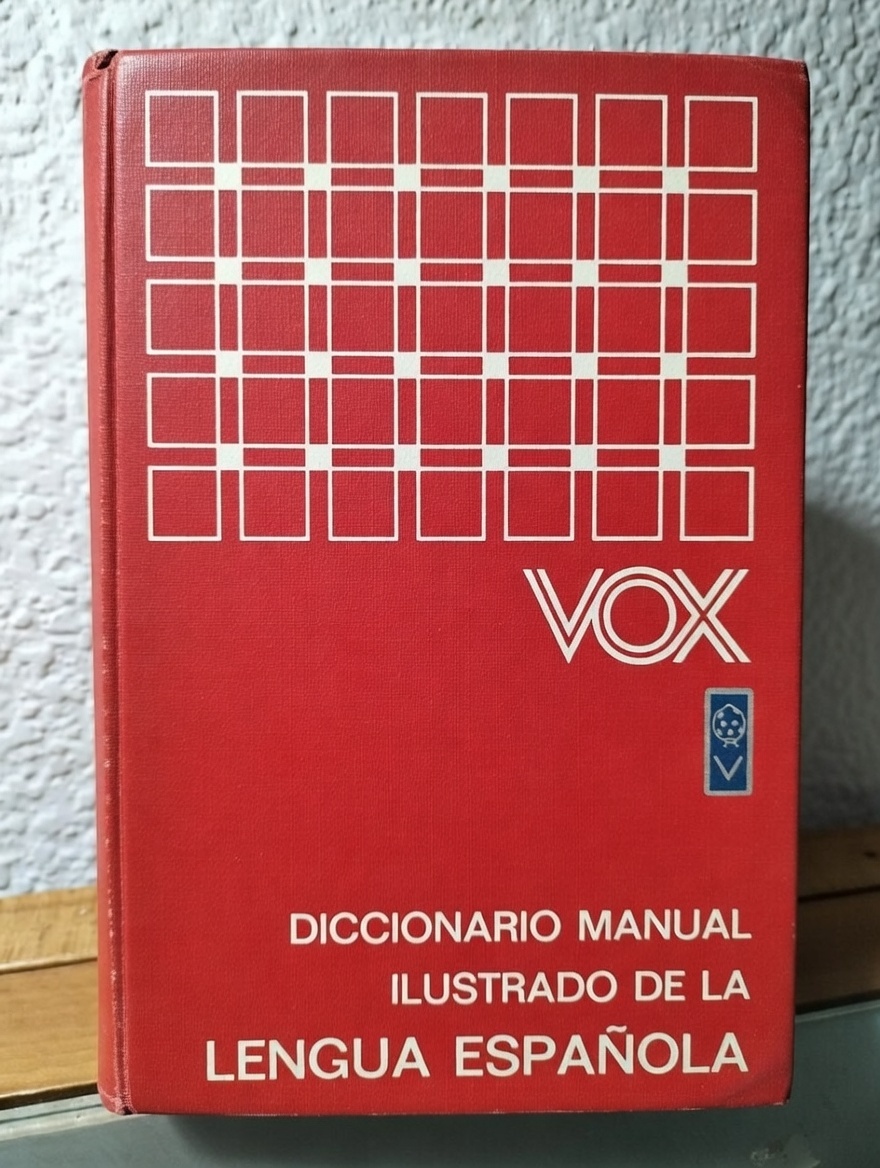 VOX
V
DICCIONARIO MANUAL
ILUSTRADO DE LA
LENGUA ESPAÑOLA